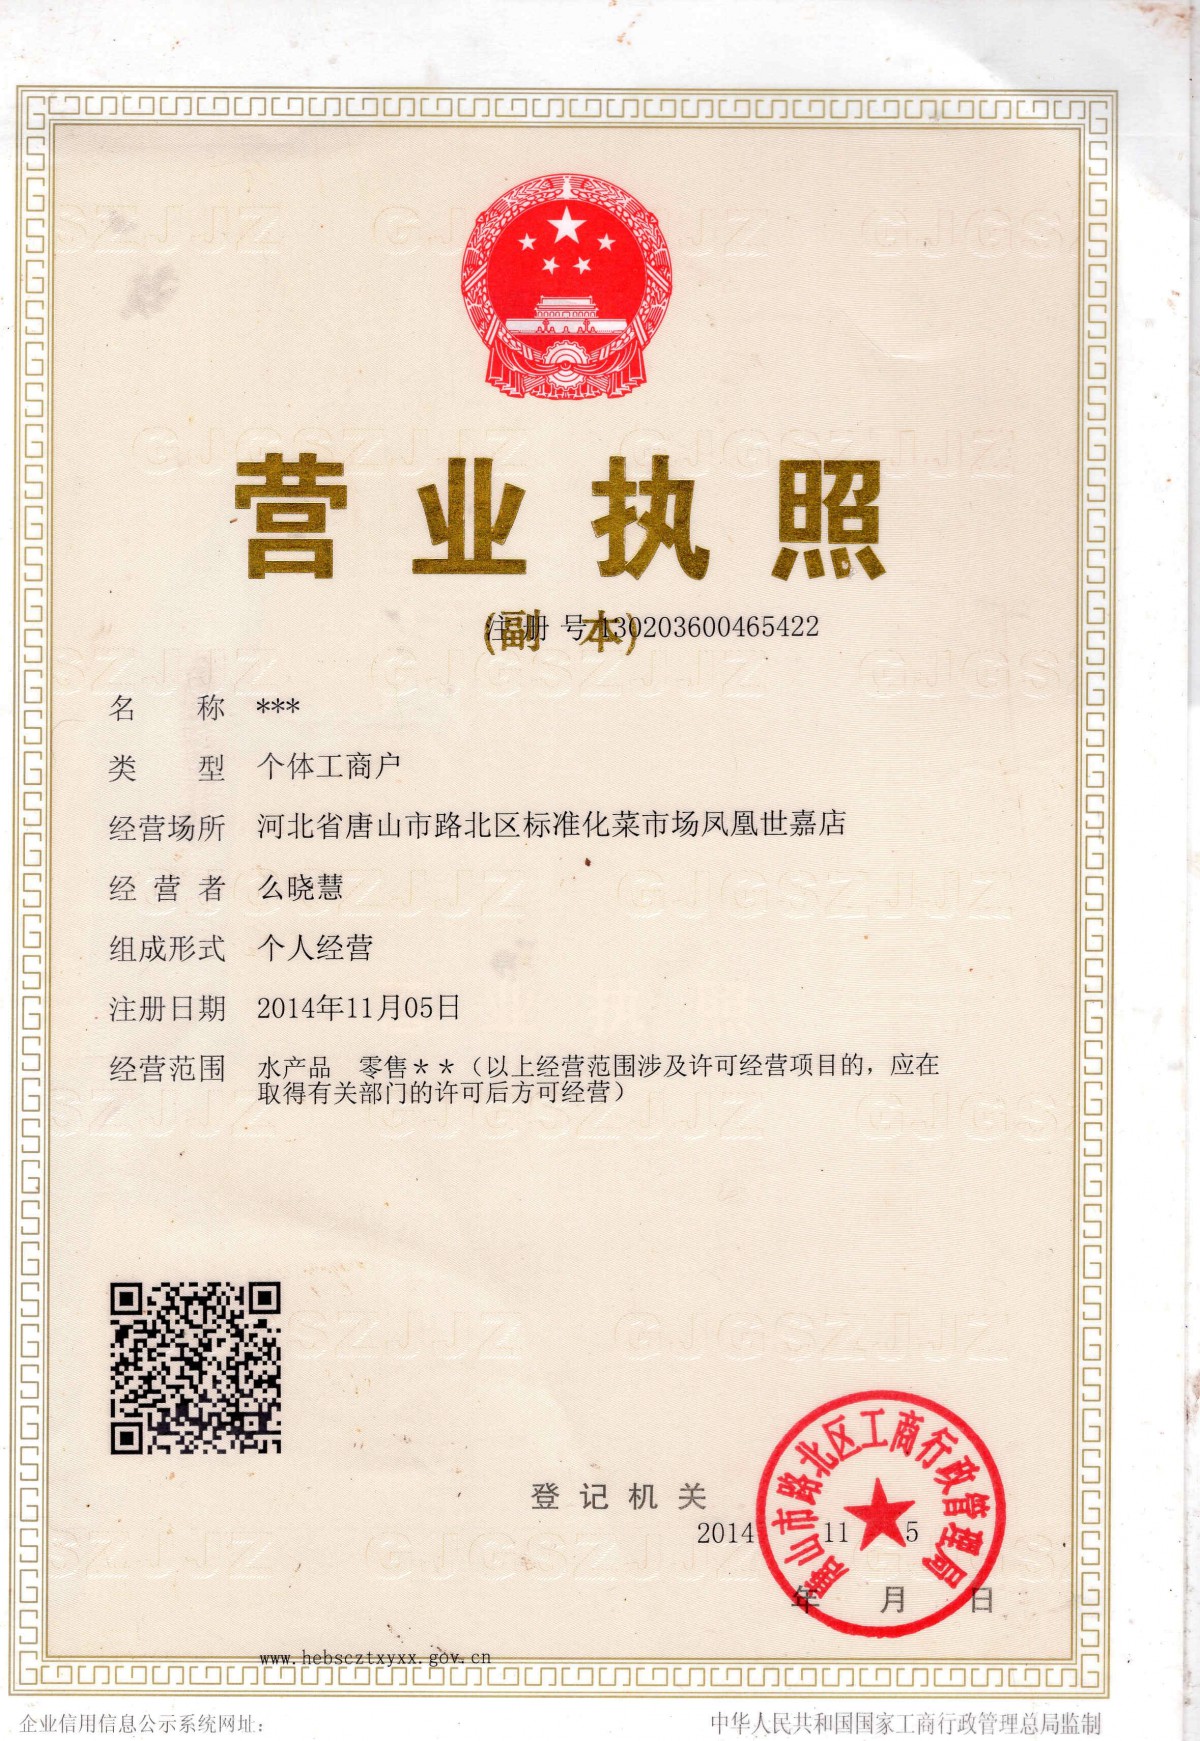 营业执照
(副本)
注册号 130203600465422
名称 ***
类型 个体工商户
经营场所 河北省唐山市路北区标准化菜市场凤凰世嘉店
经营者 么晓慧
组成形式 个人经营
注册日期 2014年11月05日
经营范围 水产品 零售**(以上经营范围涉及许可经营项目的,应在
取得有关部门的许可后方可经营)
登记机关
唐山市路北区工商行政管理局
2014 11 5
年 月 日
www.hebscztxyxx.gov.cn
企业信用信息公示系统网址:
中华人民共和国国家工商行政管理总局监制